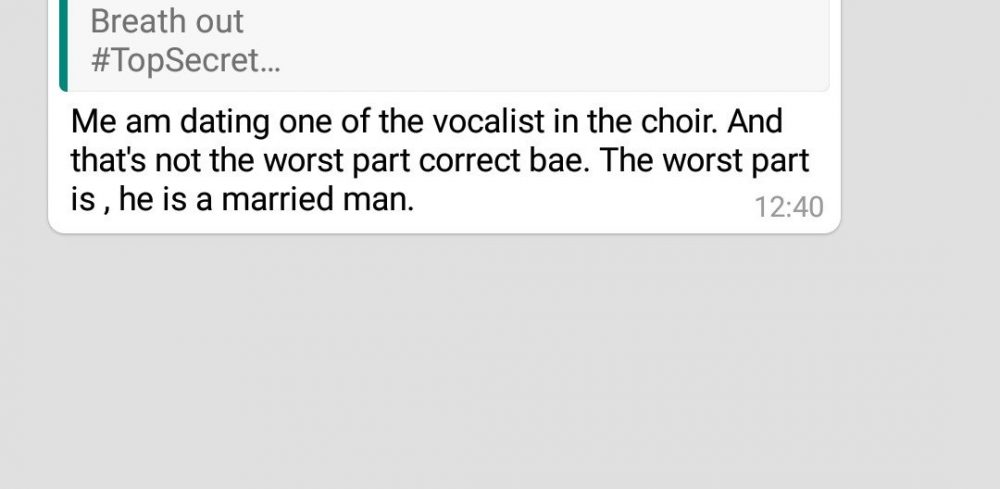 Breath out
#TopSecret...
Me am dating one of the vocalist in the choir. And
that's not the worst part correct bae. The worst part
is , he is a married man.
12:40